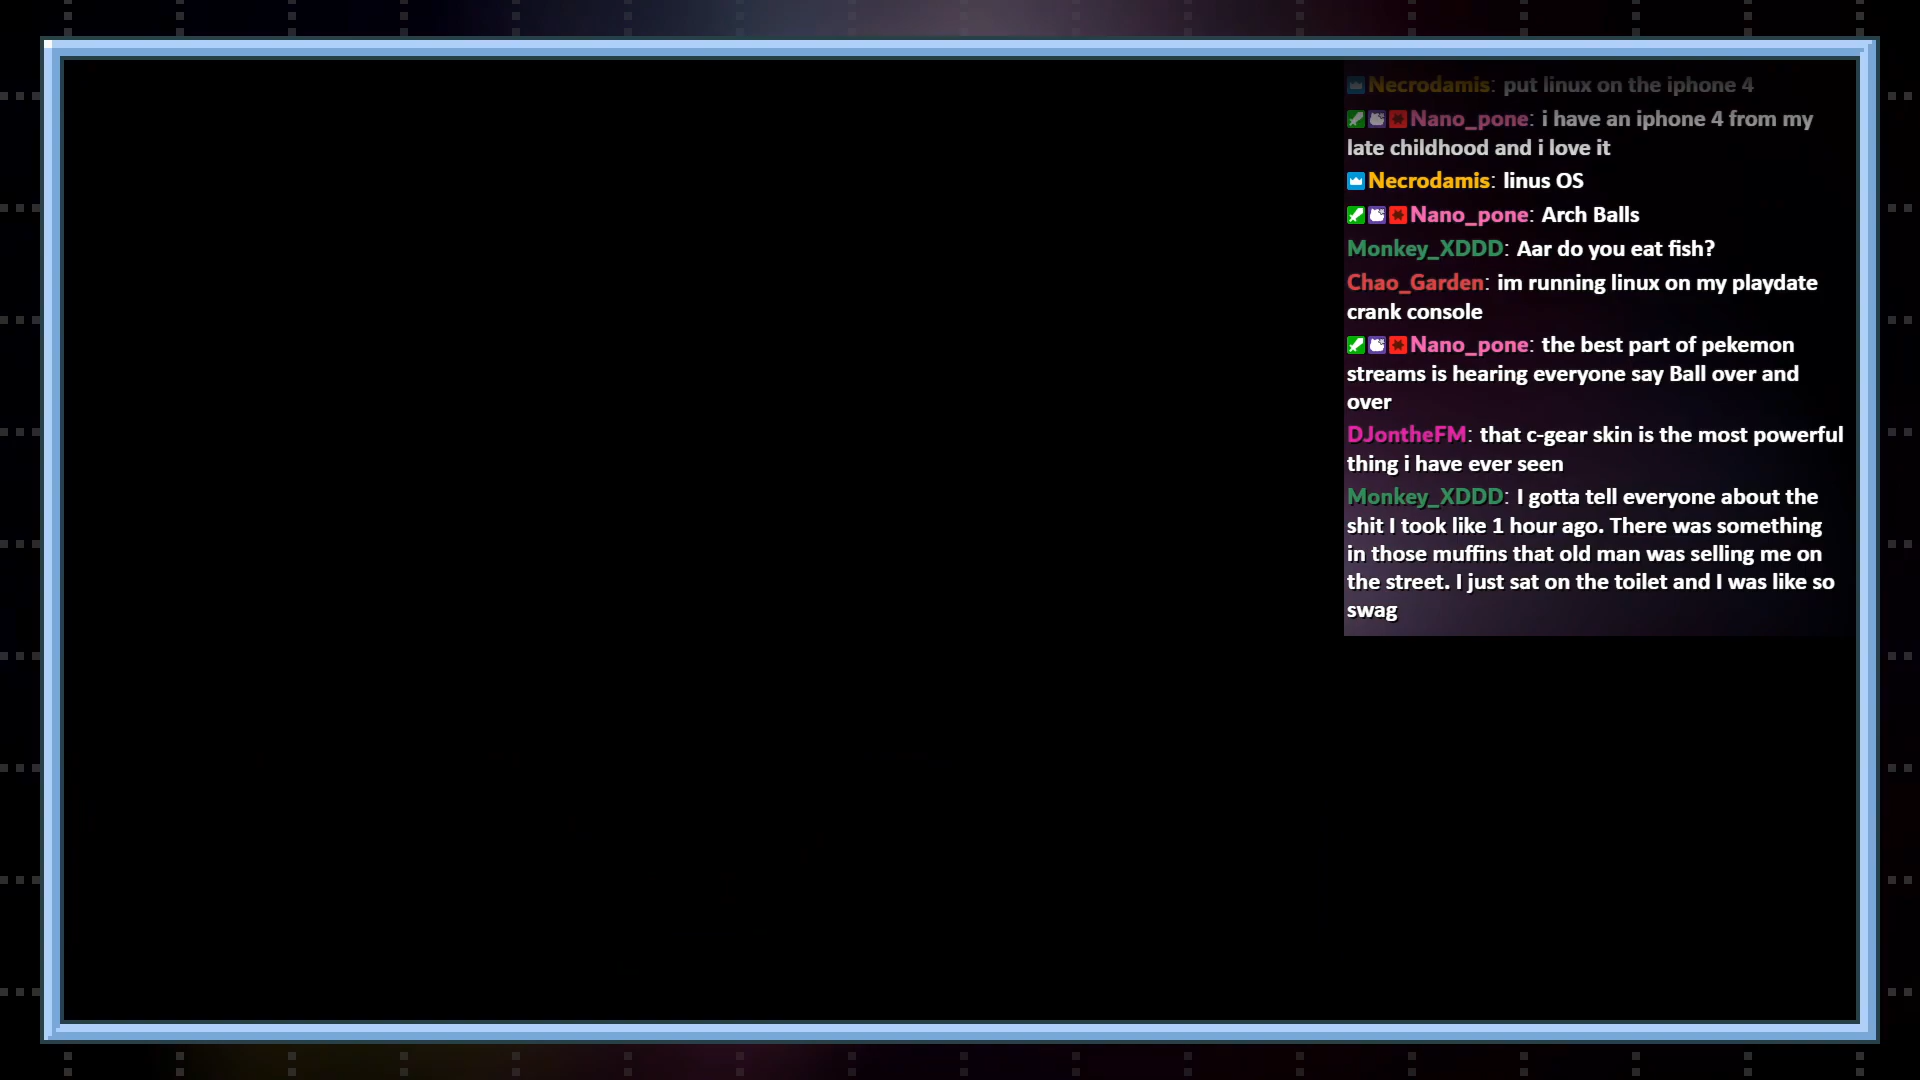 Necrodamis: put linux on the iphone 4
Nano_pone: i have an iphone 4 from my
late childhood and i love it
Necrodamis: linus OS
Nano_pone: Arch Balls
Monkey_XDDD: Aar do you eat fish?
Chao_Garden: im running linux on my playdate
crank console
Nano_pone: the best part of pekemon
streams is hearing everyone say Ball over and
over
DJontheFM: that c-gear skin is the most powerful
thing i have ever seen
Monkey_XDDD: I gotta tell everyone about the
shit I took like 1 hour ago. There was something
in those muffins that old man was selling me on
the street. I just sat on the toilet and I was like so
swag